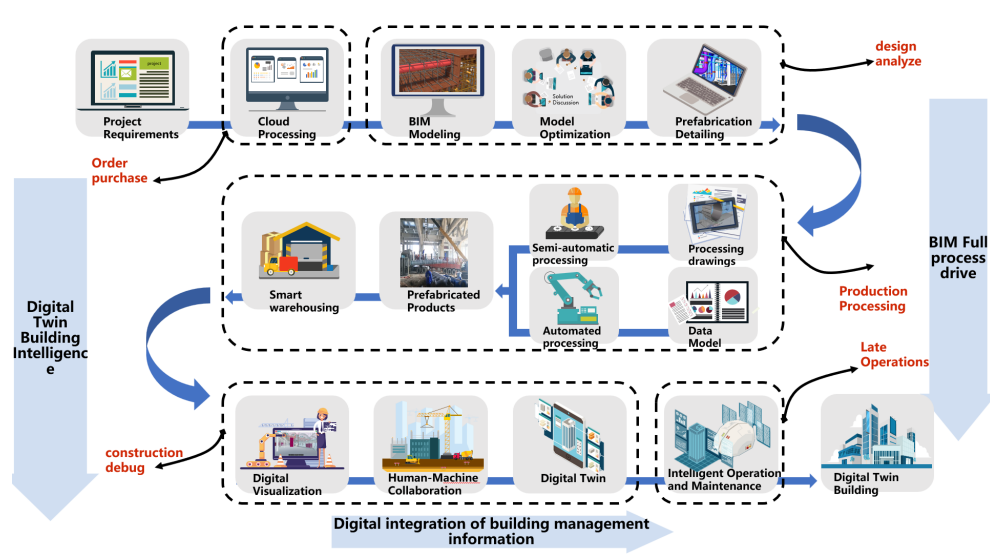 project
Solution
Discussion
Project
Requirements
Cloud
Processing
BIM
Modeling
Model
Optimization
Prefabrication
Detailing
design
analyze
Order
purchase
Semi-automatic
processing
Processing
drawings
Smart
warehousing
Prefabricated
Products
Automated
processing
Data
Model
BIM Full
process
drive
Production
Processing
Digital
Twin
Building
Intelligenc
e
Late
Operations
construction
debug
Digital
Visualization
Human-Machine
Collaboration
Digital Twin
Intelligent Operation
and Maintenance
Digital Twin
Building
Digital integration of building management
information